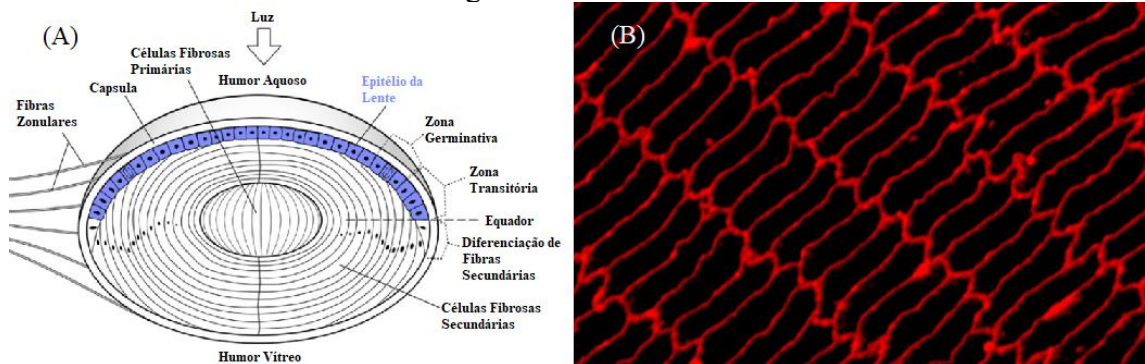 (A)
Luz
Células Fibrosas
Primárias
Humor Aquoso
Capsula
Epitélio da
Lente
Fibras
Zonulares
Zona
Germinativa
Zona
Transitória
Equador
Diferenciação de
Fibras
Secundárias
Células Fibrosas
Secundárias
Humor Vítreo
(B)